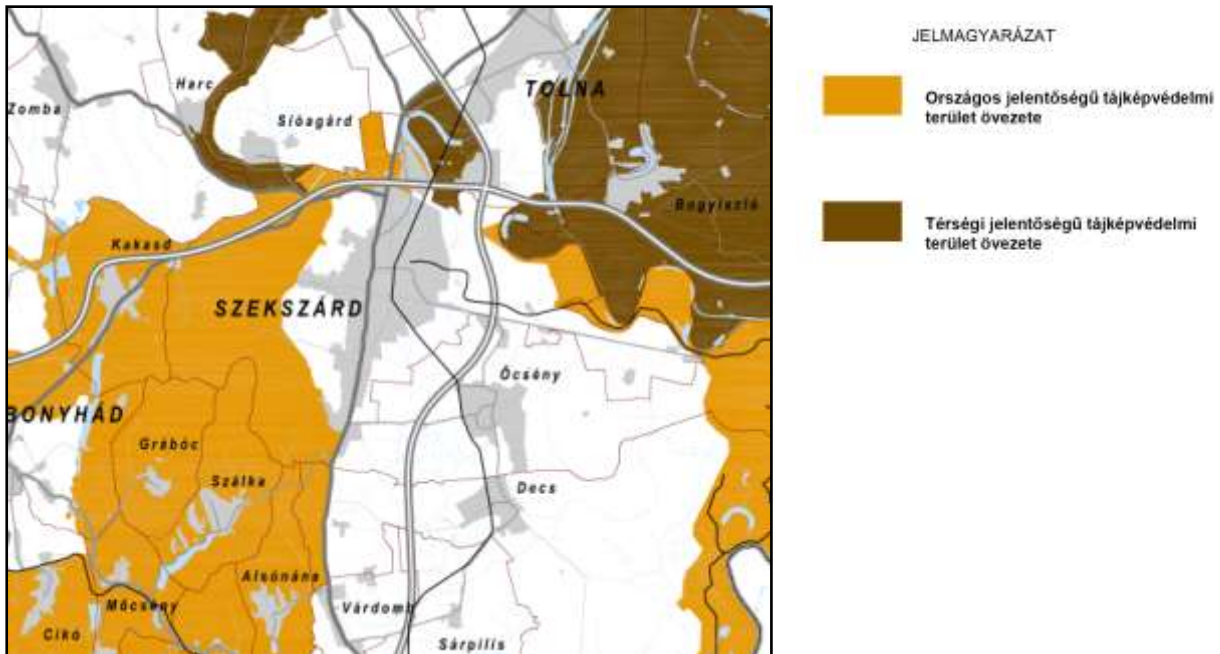 JELMAGYARÁZAT
Országos jelentőségű tájképvédelmi
terület övezete
Térségi jelentőségű tájképvédelmi
terület övezete
TOLNA
Harc
Zomba
Sióagárd
Bogyiszló
Kakasd
SZEKSZÁRD
Őcsény
BONYHÁD
Grábóc
Szálka
Decs
Alsónána
Mőcsény
Várdomb
Cikó
Sárpilis